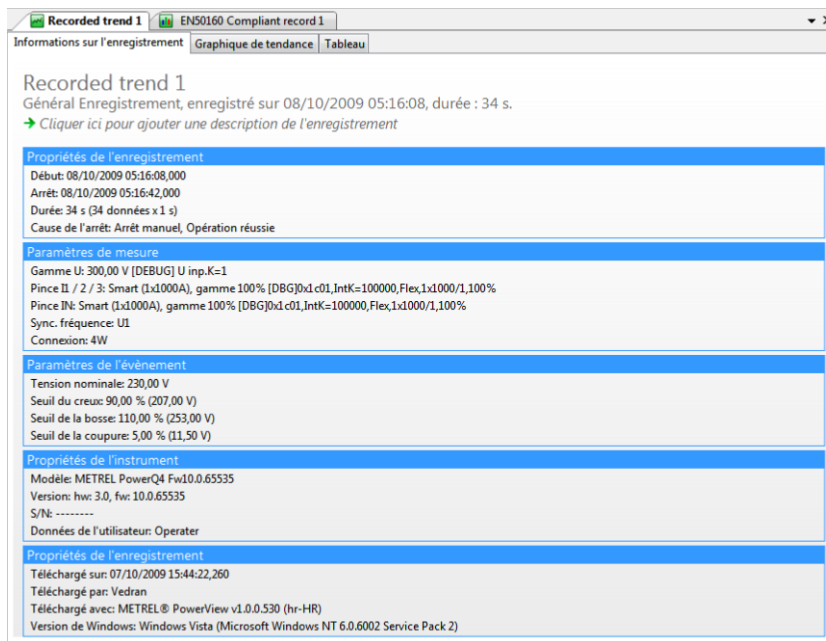 Recorded trend 1 EN50160 Compliant record 1
Informations sur l'enregistrement Graphique de tendance Tableau
Recorded trend 1
Général Enregistrement, enregistré sur 08/10/2009 05:16:08, durée : 34 s.
Cliquer ici pour ajouter une description de l'enregistrement
Propriétés de l'enregistrement
Début: 08/10/2009 05:16:08,000
Arrêt: 08/10/2009 05:16:42,000
Durée: 34 s (34 données x 1 s)
Cause de l'arrêt: Arrêt manuel, Opération réussie
Paramètres de mesure
Gamme U: 300,00 V [DEBUG] U inp.K=1
Pince I1 / 2 / 3: Smart (1x1000A), gamme 100% [DBG]0x1c01,IntK=100000,Flex,1x1000/1,100%
Pince IN: Smart (1x1000A), gamme 100% [DBG]0x1c01,IntK=100000,Flex,1x1000/1,100%
Sync. fréquence: U1
Connexion: 4W
Paramètres de l'évènement
Tension nominale: 230,00 V
Seuil du creux: 90,00 % (207,00 V)
Seuil de la bosse: 110,00 % (253,00 V)
Seuil de la coupure: 5,00 % (11,50 V)
Propriétés de l'instrument
Modèle: METREL PowerQ4 Fw10.0.65535
Version: hw: 3.0, fw: 10.0.65535
S/N: --------
Données de l'utilisateur: Operater
Propriétés de l'enregistrement
Téléchargé sur: 07/10/2009 15:44:22,260
Téléchargé par: Vedran
Téléchargé avec: METREL® PowerView v1.0.0.530 (hr-HR)
Version de Windows: Windows Vista (Microsoft Windows NT 6.0.6002 Service Pack 2)